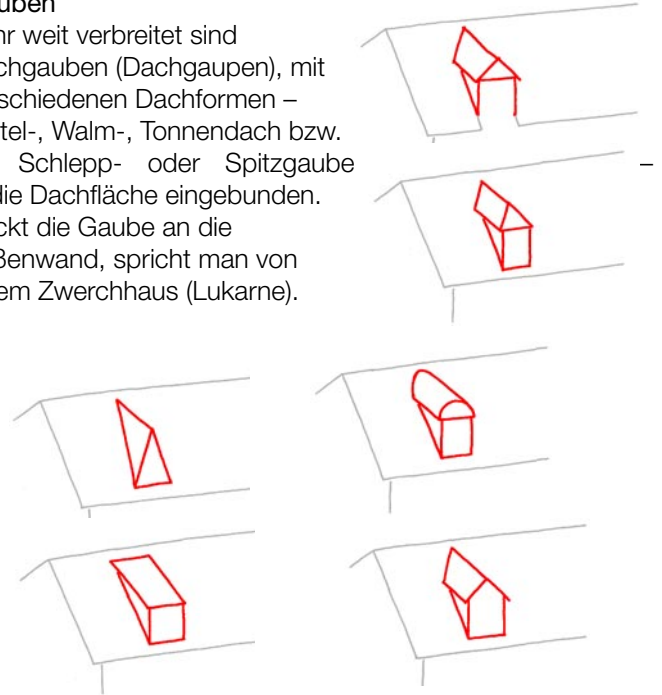 uben
hr weit verbreitet sind
chgauben (Dachgaupen), mit
schiedenen Dachformen –
tel-, Walm-, Tonnendach bzw.
Schlepp- oder Spitzgaube –
die Dachfläche eingebunden.
ckt die Gaube an die
ßenwand, spricht man von
em Zwerchhaus (Lukarne).